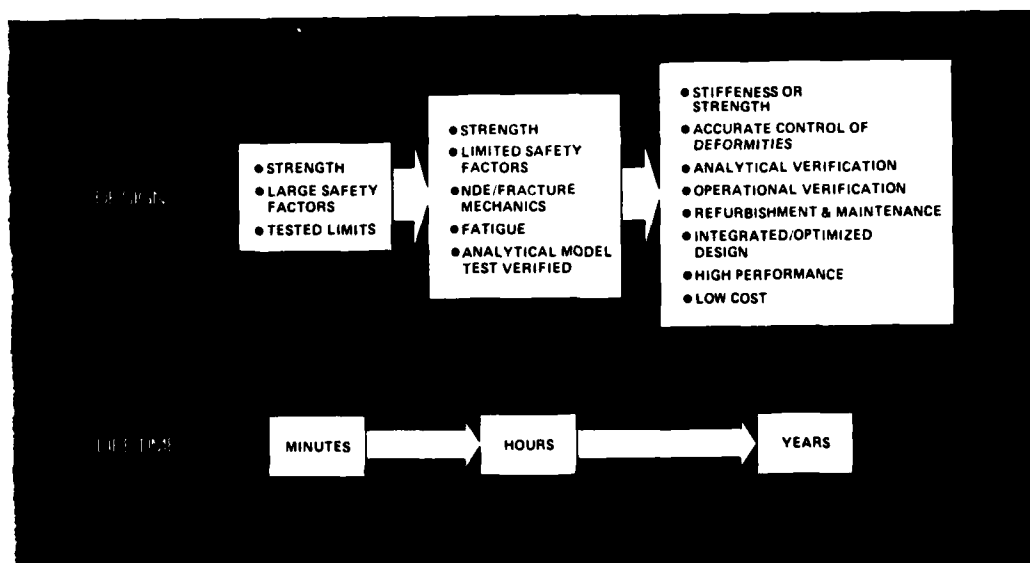 DESIGN
● STRENGTH
● LARGE SAFETY
FACTORS
● TESTED LIMITS
● STRENGTH
● LIMITED SAFETY
FACTORS
● NDE/FRACTURE
MECHANICS
● FATIGUE
● ANALYTICAL MODEL
TEST VERIFIED
● STIFFENESS OR
STRENGTH
● ACCURATE CONTROL OF
DEFORMITIES
● ANALYTICAL VERIFICATION
● OPERATIONAL VERIFICATION
● REFURBISHMENT & MAINTENANCE
● INTEGRATED/OPTIMIZED
DESIGN
● HIGH PERFORMANCE
● LOW COST
LIFETIME
MINUTES
HOURS
YEARS